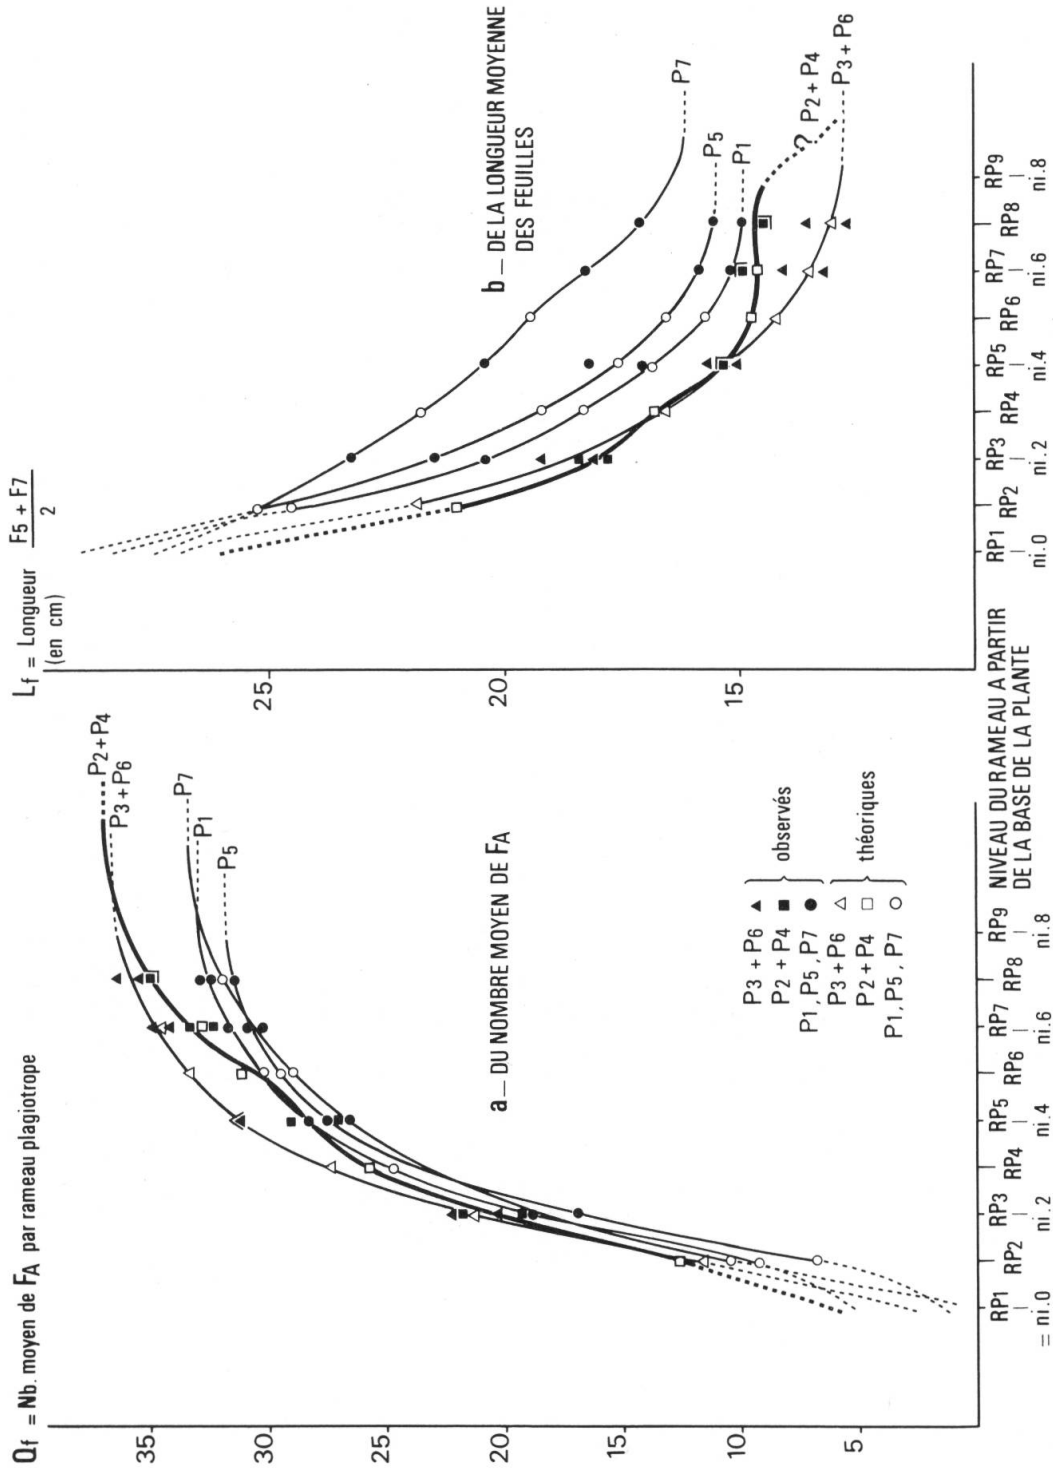 Qf = Nb. moyen de FA par rameau plagiotrope
35
30
25
20
15
10
5
P2+P4
P3+P6
P7
P1
P5
a_ DU NOMBRE MOYEN DE FA
P3 + P6
P2 + P4
P1, P5, P7
observés
P3 + P6
P2 + P4
P1, P5, P7
théoriques
RP1 RP2 RP3 RP4 RP5 RP6 RP7 RP8 RP9
= ni.0 ni.2 ni.4 ni.6 ni.8
NIVEAU DU RAMEAU A PARTIR
DE LA BASE DE LA PLANTE
Lf = Longueur F5 + F7
2
(en cm)
25
20
15
b_ DE LA LONGUEUR MOYENNE
DES FEUILLES
P7
P5
P1
? P2 + P4
P3 + P6
RP1 RP2 RP3 RP4 RP5 RP6 RP7 RP8 RP9
ni.0 ni.2 ni.4 ni.6 ni.8